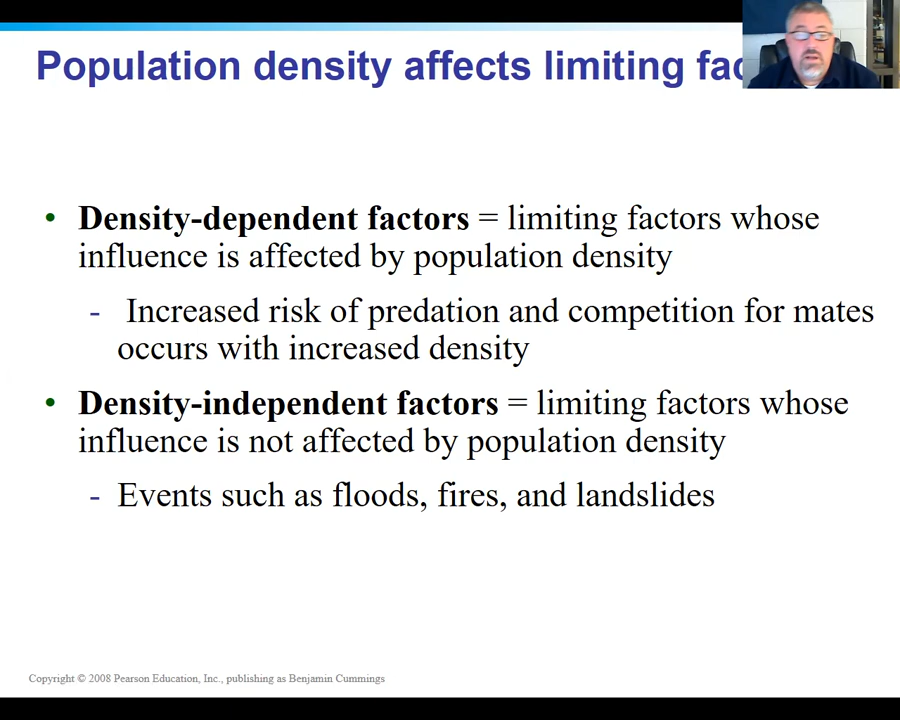 Population density affects limiting
• Density-dependent factors = limiting factors whose
influence is affected by population density
- Increased risk of predation and competition for mates
occurs with increased density
• Density-independent factors = limiting factors whose
influence is not affected by population density
- Events such as floods, fires, and landslides
Copyright © 2008 Pearson Education, Inc., publishing as Benjamin Cummings